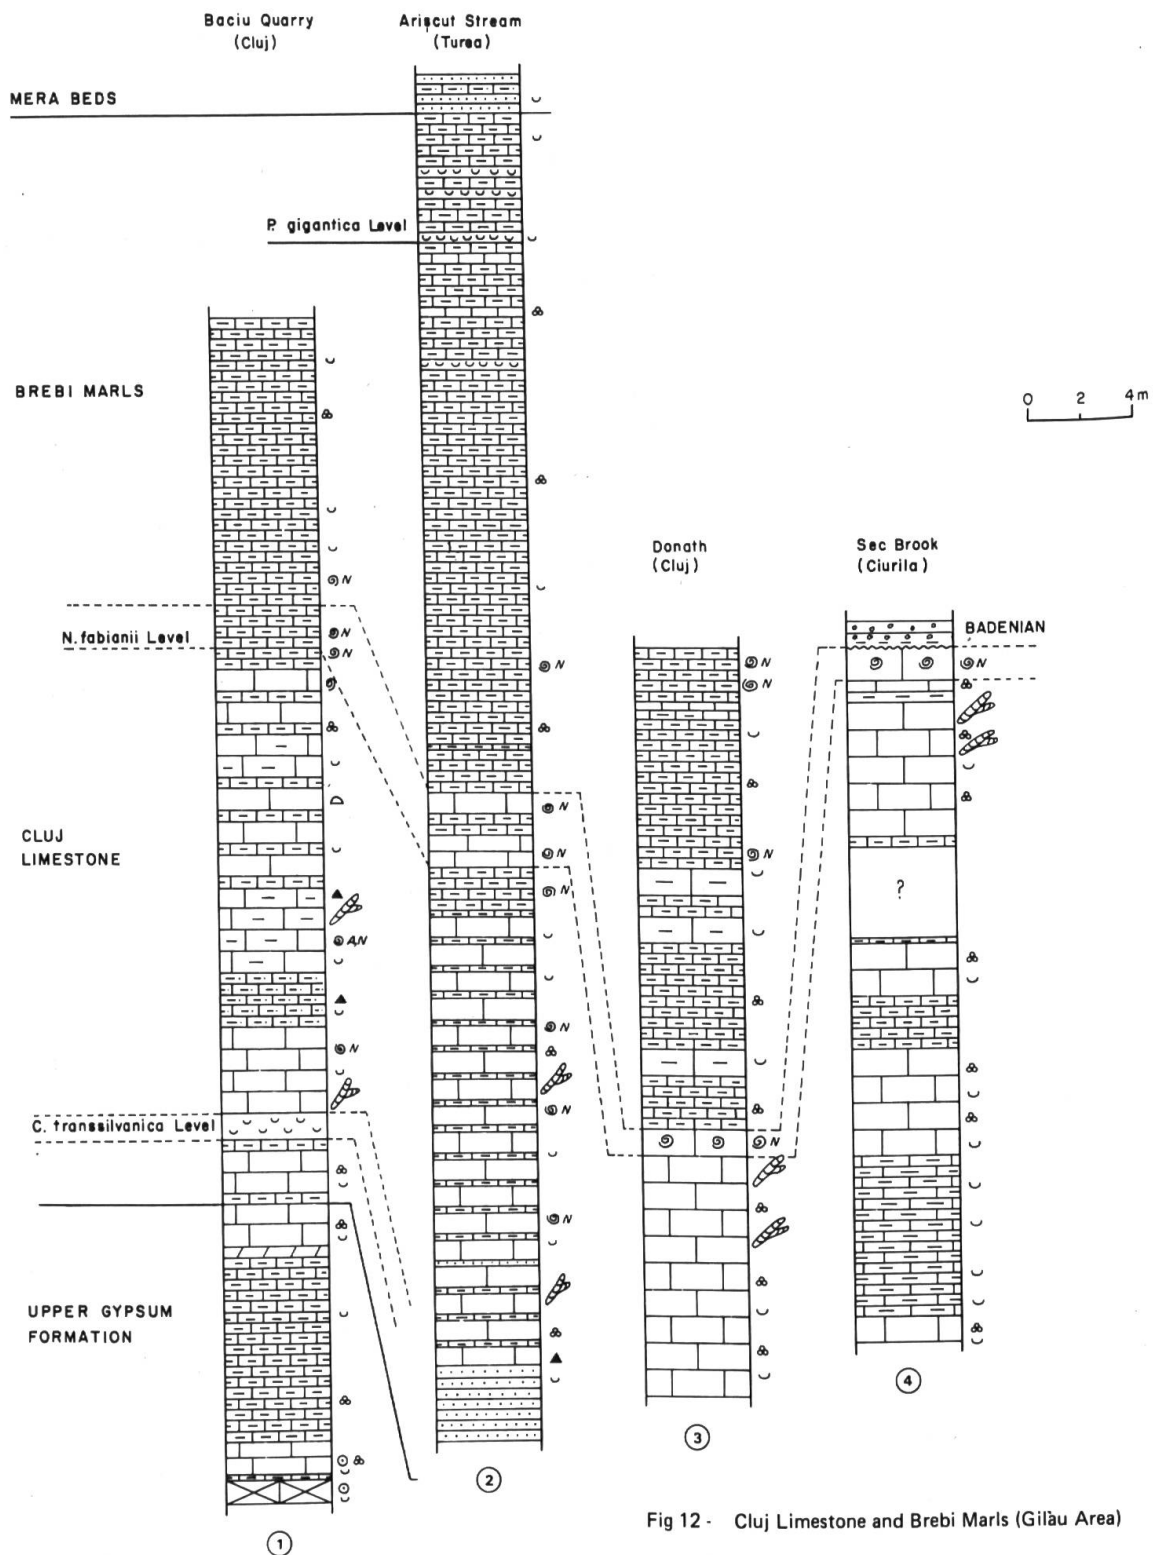 Baciu Quarry
(Cluj)
Arişcut Stream
(Turea)
MERA BEDS
P. gigantica Level
BREBI MARLS
0 2 4 m
Donath
(Cluj)
Sec Brook
(Ciurila)
BADENIAN
N
N. fabianii Level
N
N
N
N
N
N
?
CLUJ
LIMESTONE
N
N
N
A,N
N
N
N
C. transsilvanica Level
N
N
UPPER GYPSUM
FORMATION
4
3
2
1
Fig 12 - Cluj Limestone and Brebi Marls (Gilău Area)